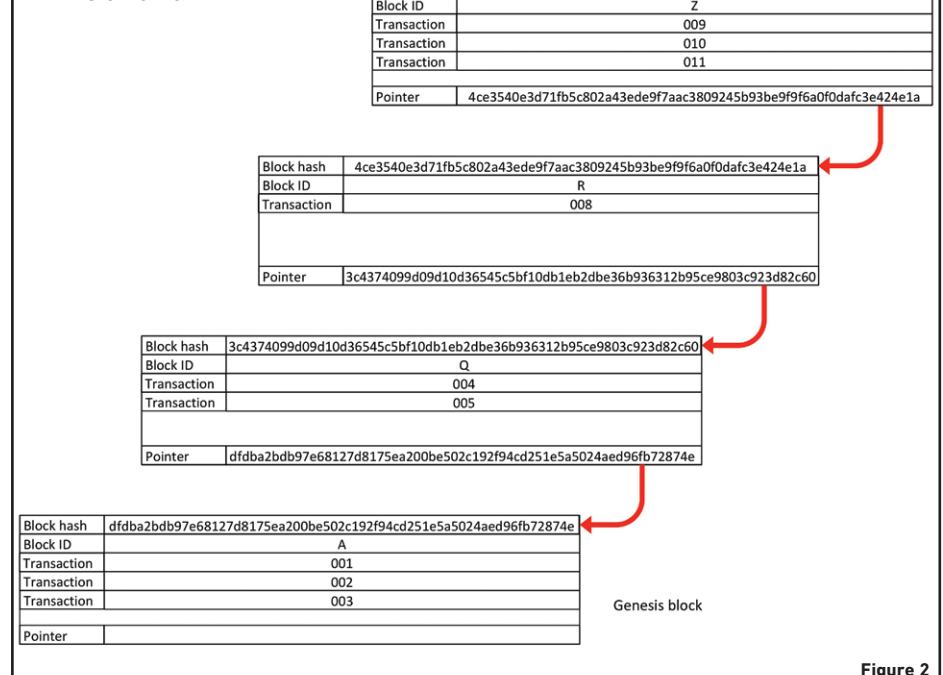 Block ID Z
Transaction 009
Transaction 010
Transaction 011
Pointer 4ce3540e3d71fb5c802a43ede9f7aac3809245b93be9f9f6a0f0dafc3e424e1a
Block hash 4ce3540e3d71fb5c802a43ede9f7aac3809245b93be9f9f6a0f0dafc3e424e1a
Block ID R
Transaction 008
Pointer 3c4374099d09d10d36545c5bf10db1eb2dbe36b936312b95ce9803c923d82c60
Block hash 3c4374099d09d10d36545c5bf10db1eb2dbe36b936312b95ce9803c923d82c60
Block ID Q
Transaction 004
Transaction 005
Pointer dfdba2bdb97e68127d8175ea200be502c192f94cd251e5a5024aed96fb72874e
Block hash dfdba2bdb97e68127d8175ea200be502c192f94cd251e5a5024aed96fb72874e
Block ID A
Transaction 001
Transaction 002
Transaction 003
Genesis block
Pointer
Figure 2